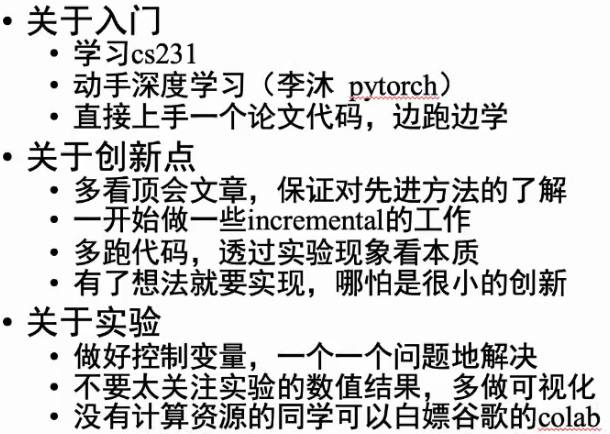 • 关于入门
• 学习cs231
• 动手深度学习（李沐 pytorch）
• 直接上手一个论文代码，边跑边学
• 关于创新点
• 多看顶会文章，保证对先进方法的了解
• 一开始做一些incremental的工作
• 多跑代码，透过实验现象看本质
• 有了想法就要实现，哪怕是很小的创新
• 关于实验
• 做好控制变量，一个一个问题地解决
• 不要太关注实验的数值结果，多做可视化
• 没有计算资源的同学可以白嫖谷歌的colab